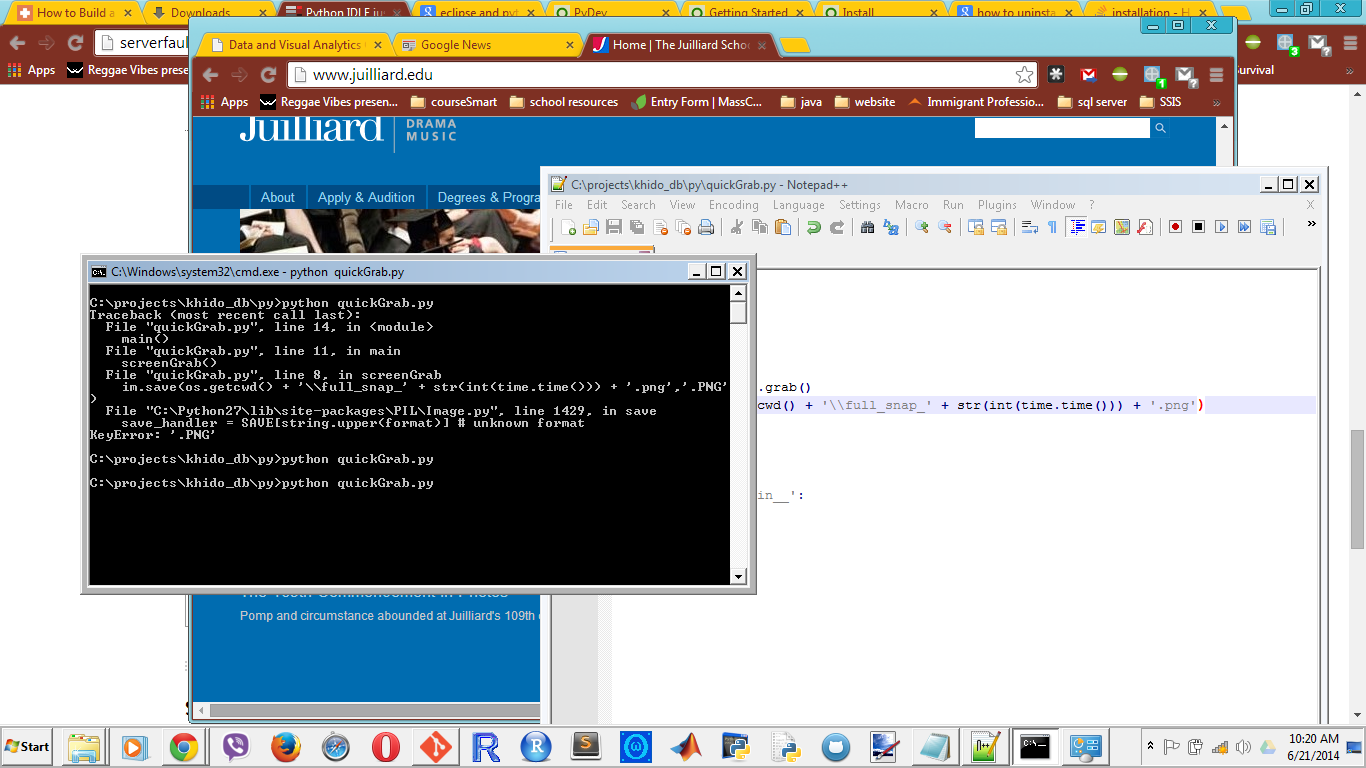 How to Build a
Downloads
Python IDLE jus
eclipse and pyt
PyDev
Getting Started
Install
how to uninsta
installation - H
serverfaul
Apps
Reggae Vibes prese
3
?
Survival
»
Data and Visual Analytics
Google News
Home | The Juilliard Schoo
www.juilliard.edu
1
?
Apps
Reggae Vibes presen...
courseSmart
school resources
Entry Form | MassC...
java
website
Immigrant Professio...
sql server
SSIS
»
Juilliard
DRAMA
MUSIC
About
Apply & Audition
Degrees & Progra
C:\projects\khido_db\py\quickGrab.py - Notepad++
File Edit Search View Encoding Language Settings Macro Run Plugins Window ? X
»
.grab()
cwd() + '\\full_snap_' + str(int(time.time())) + '.png')
in__':
C:\Windows\system32\cmd.exe - python  quickGrab.py
C:\projects\khido_db\py>python quickGrab.py
Traceback (most recent call last):
  File "quickGrab.py", line 14, in <module>
    main()
  File "quickGrab.py", line 11, in main
    screenGrab()
  File "quickGrab.py", line 8, in screenGrab
    im.save(os.getcwd() + '\\full_snap_' + str(int(time.time())) + '.png','.PNG'
)
  File "C:\Python27\lib\site-packages\PIL\Image.py", line 1429, in save
    save_handler = SAVE[string.upper(format)] # unknown format
KeyError: '.PNG'
C:\projects\khido_db\py>python quickGrab.py
C:\projects\khido_db\py>python quickGrab.py
Pomp and circumstance abounded at Juilliard's 109th
Start
10:20 AM
6/21/2014